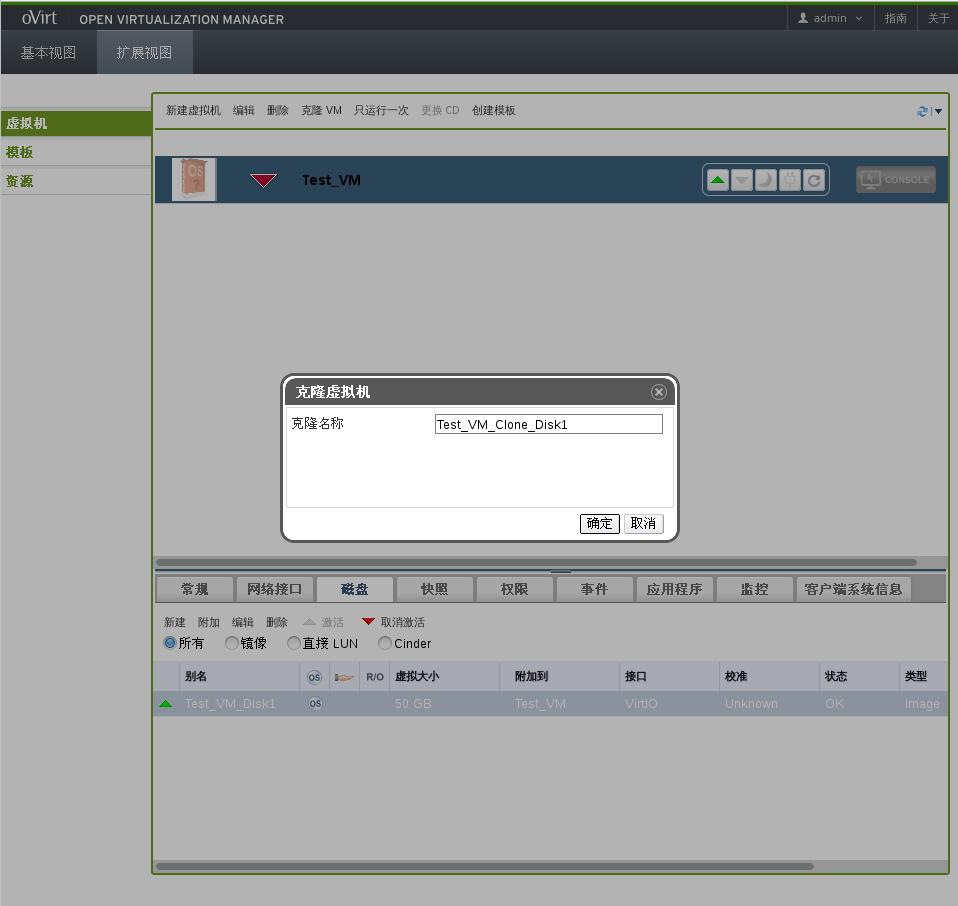 oVirt OPEN VIRTUALIZATION MANAGER admin 指南 关于
基本视图 扩展视图
新建虚拟机 编辑 删除 克隆 VM 只运行一次 更换 CD 创建模板
虚拟机
模板
资源
OS ? Test_VM CONSOLE
克隆虚拟机
克隆名称 Test_VM_Clone_Disk1
确定 取消
常规 网络接口 磁盘 快照 权限 事件 应用程序 监控 客户端系统信息
新建 附加 编辑 删除 激活 取消激活
所有 镜像 直接 LUN Cinder
别名 OS R/O 虚拟大小 附加到 接口 校准 状态 类型
Test_VM_Disk1 OS 50 GB Test_VM VirtIO Unknown OK Image